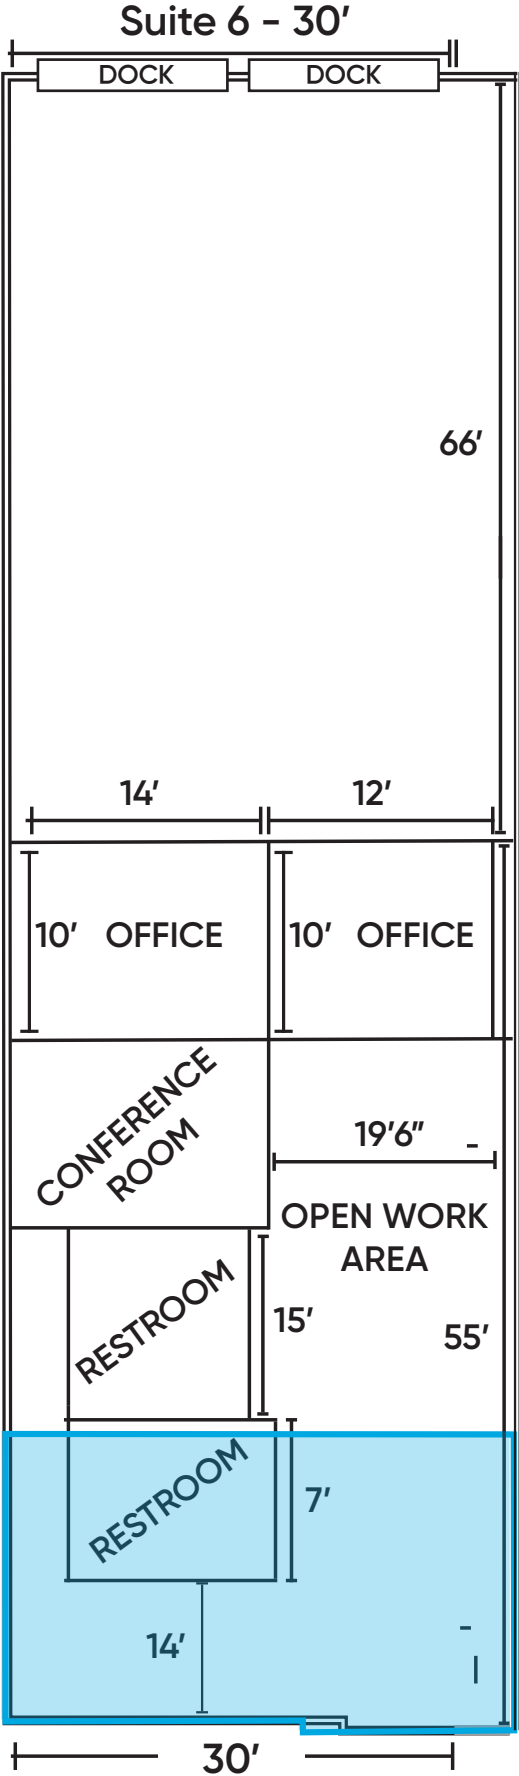 Suite 6 - 30′
DOCK DOCK
66′
14′ 12′
10′ OFFICE 10′ OFFICE
CONFERENCE
ROOM
19′6″
OPEN WORK
AREA
RESTROOM
15′
55′
RESTROOM
7′
14′
30′